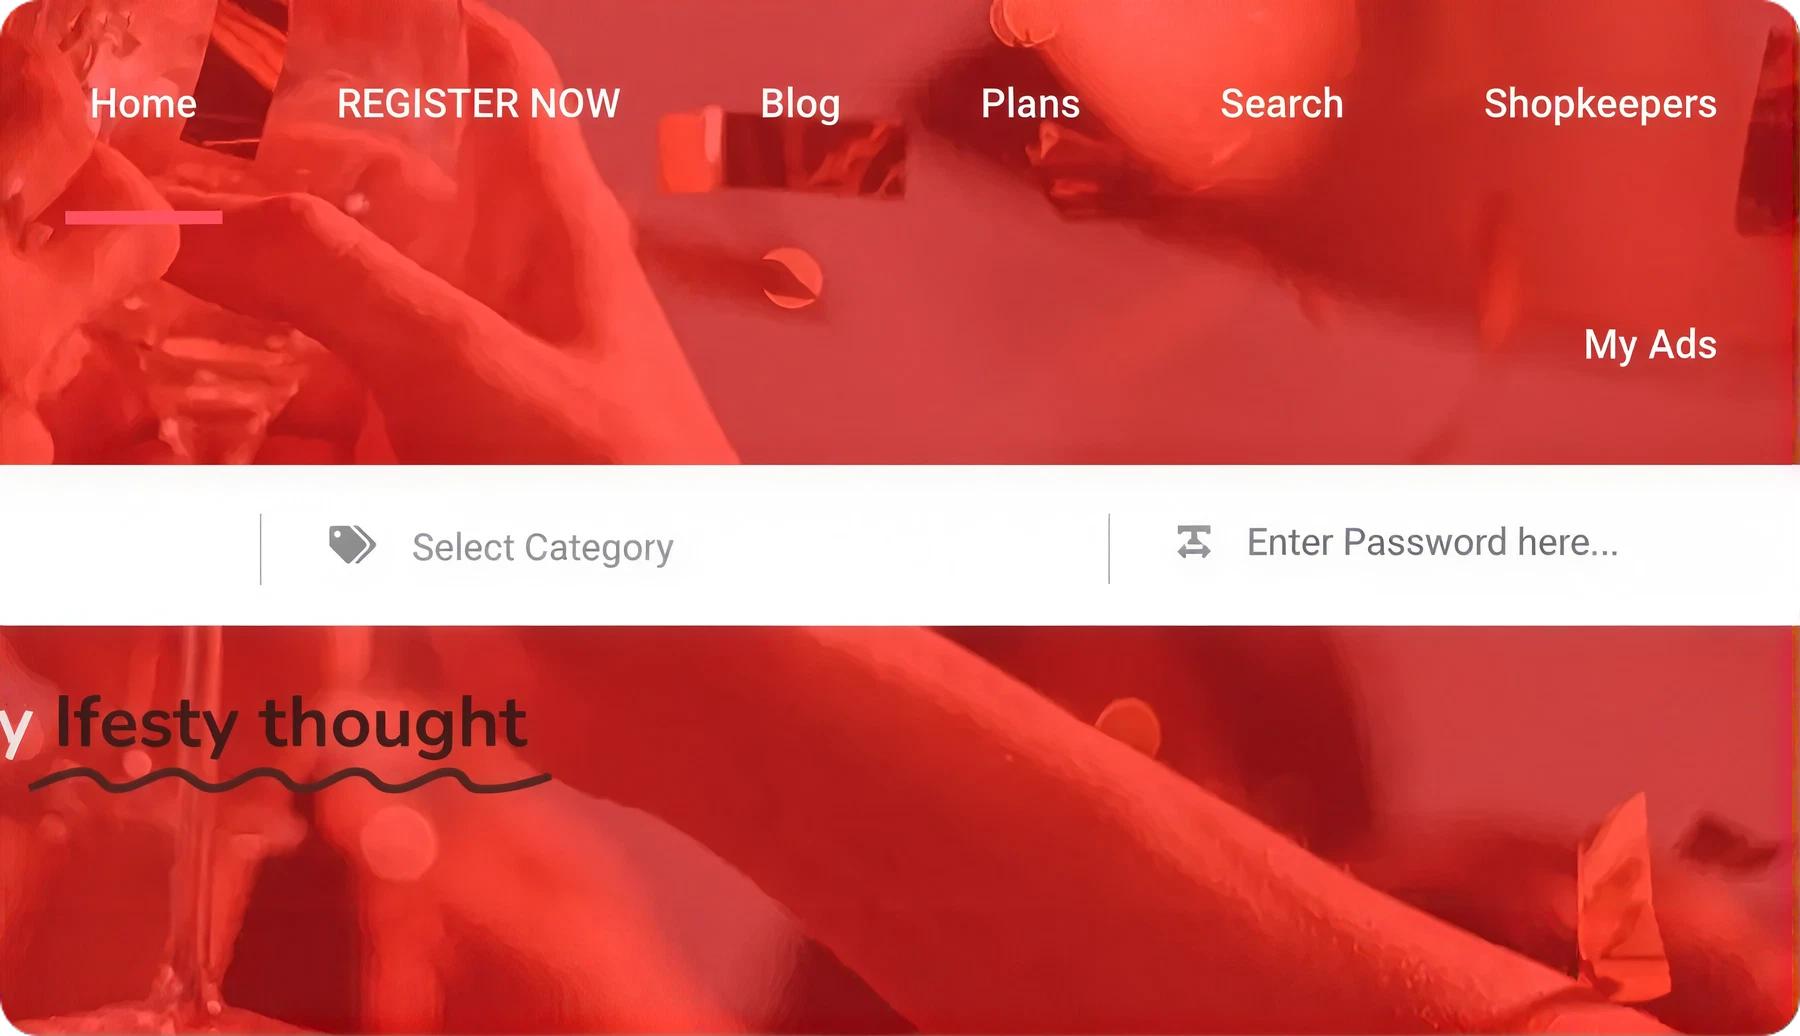 Home REGISTER NOW Blog Plans Search Shopkeepers
My Ads
Select Category Enter Password here...
y lfesty thought